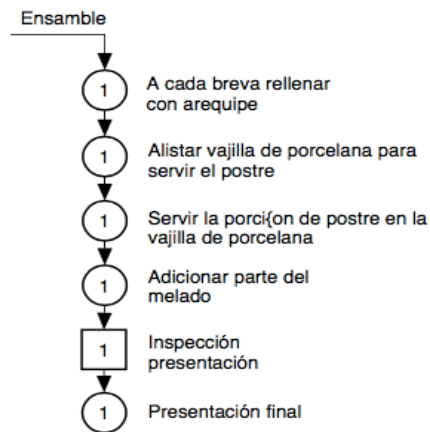 Ensamble
1
A cada breva rellenar
con arequipe
1
Alistar vajilla de porcelana para
servir el postre
1
Servir la porci{on de postre en la
vajilla de porcelana
1
Adicionar parte del
melado
1
Inspección
presentación
1
Presentación final